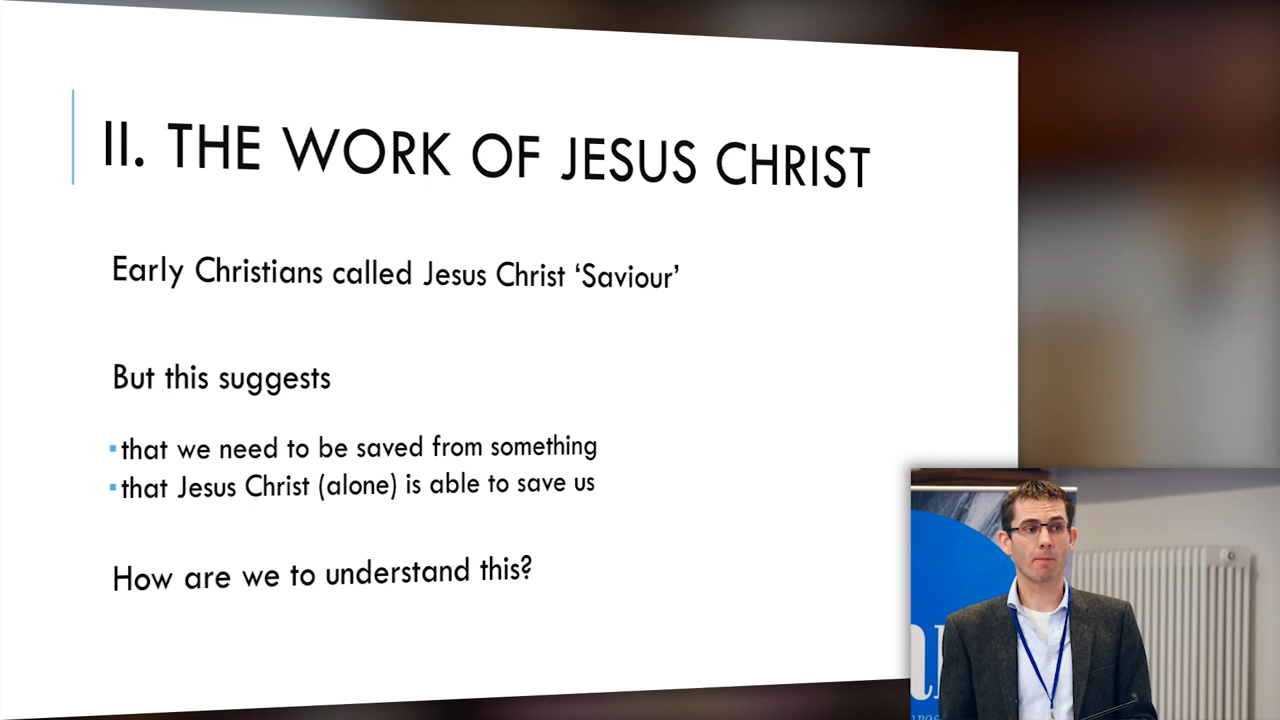 II. THE WORK OF JESUS CHRIST
Early Christians called Jesus Christ ‘Saviour’
But this suggests
▪that we need to be saved from something
▪that Jesus Christ (alone) is able to save us
How are we to understand this?